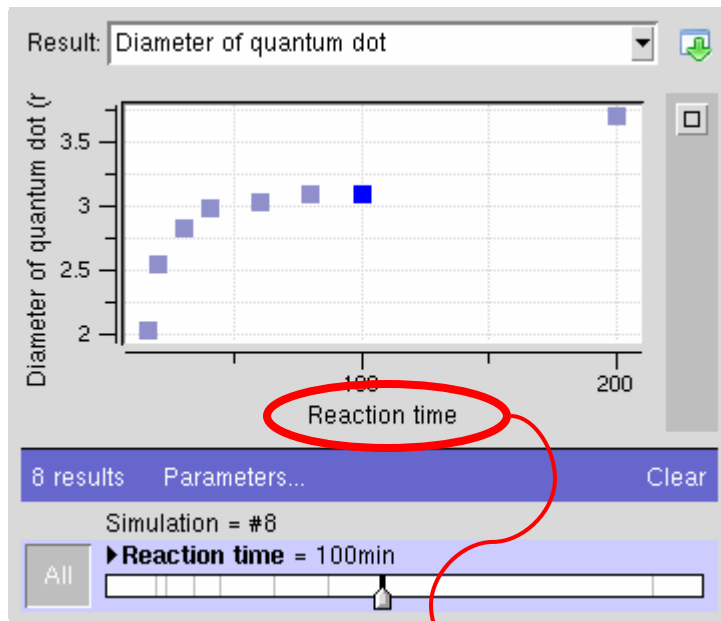 Result: Diameter of quantum dot
Diameter of quantum dot (r
3.5
3
2.5
2
100
200
Reaction time
8 results Parameters... Clear
Simulation = #8
All
Reaction time = 100min